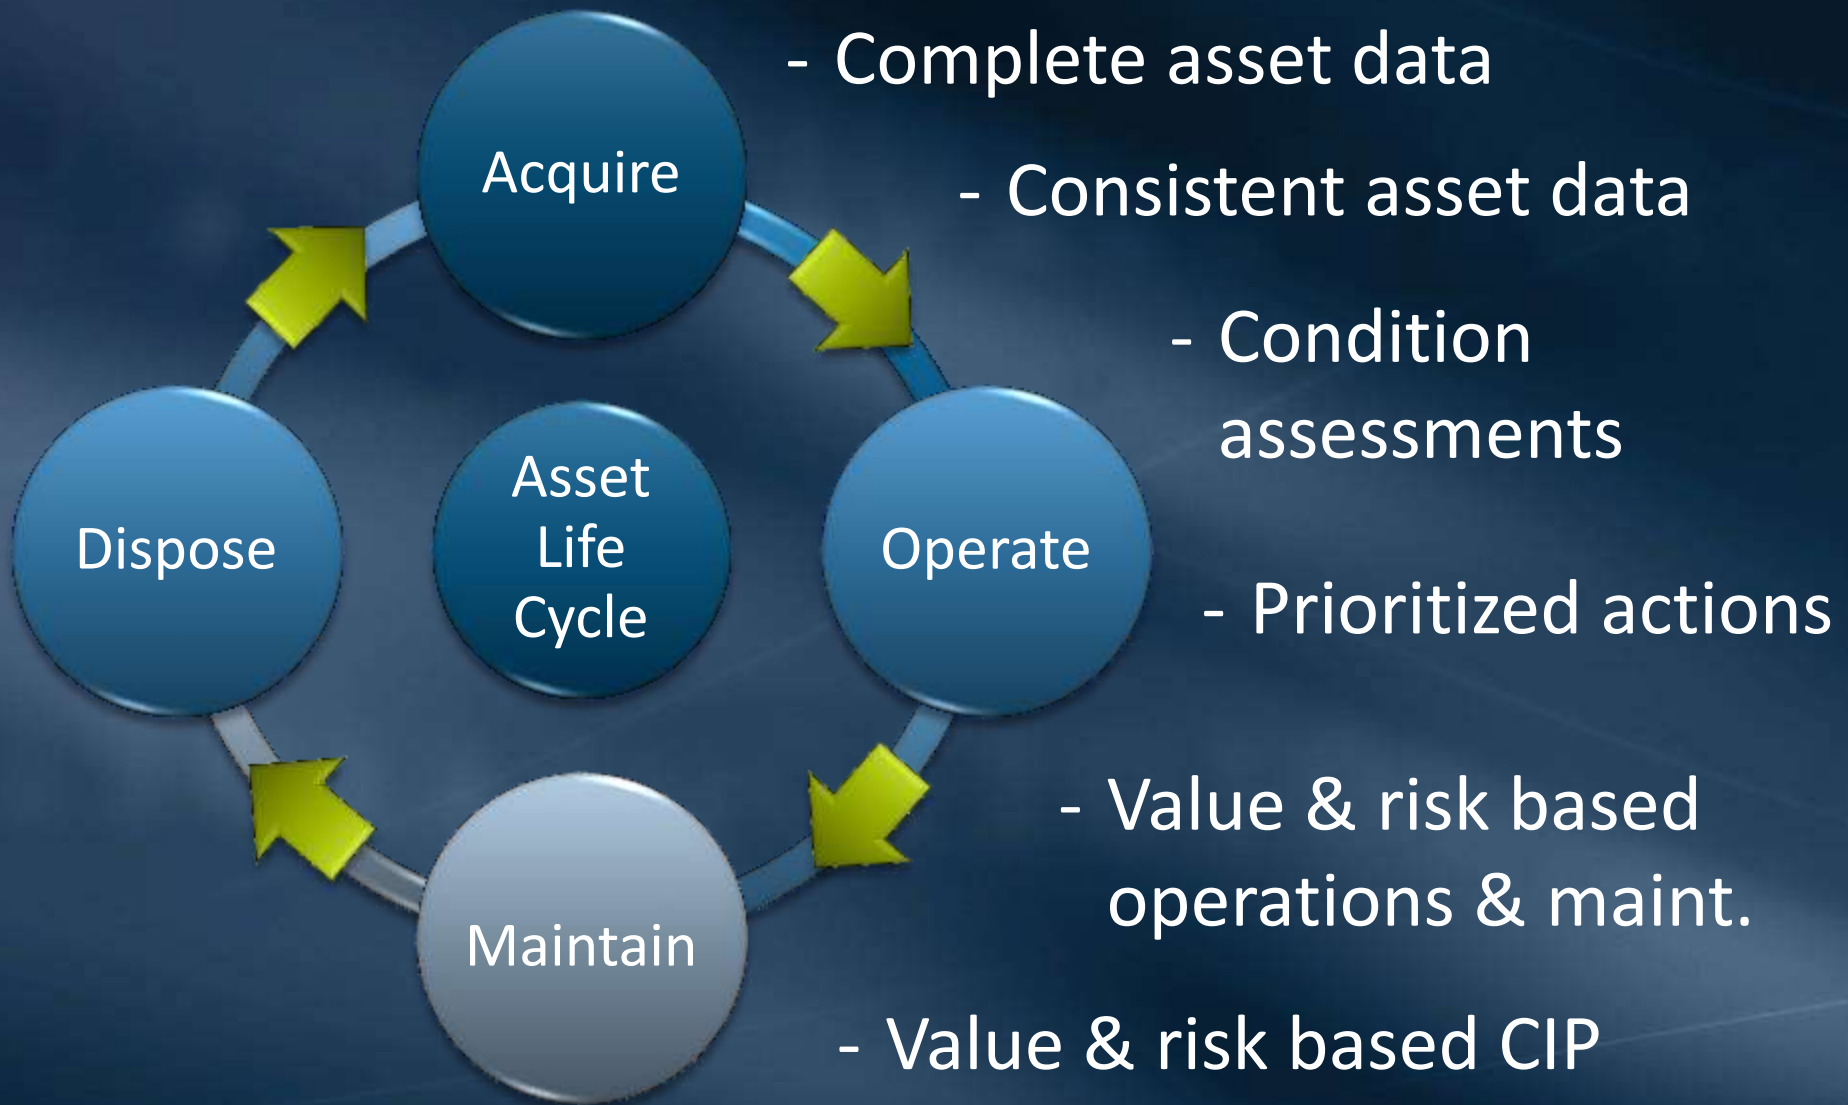 Acquire
Operate
Maintain
Dispose
Asset
Life
Cycle
- Complete asset data
- Consistent asset data
- Condition
assessments
- Prioritized actions
- Value & risk based
operations & maint.
- Value & risk based CIP